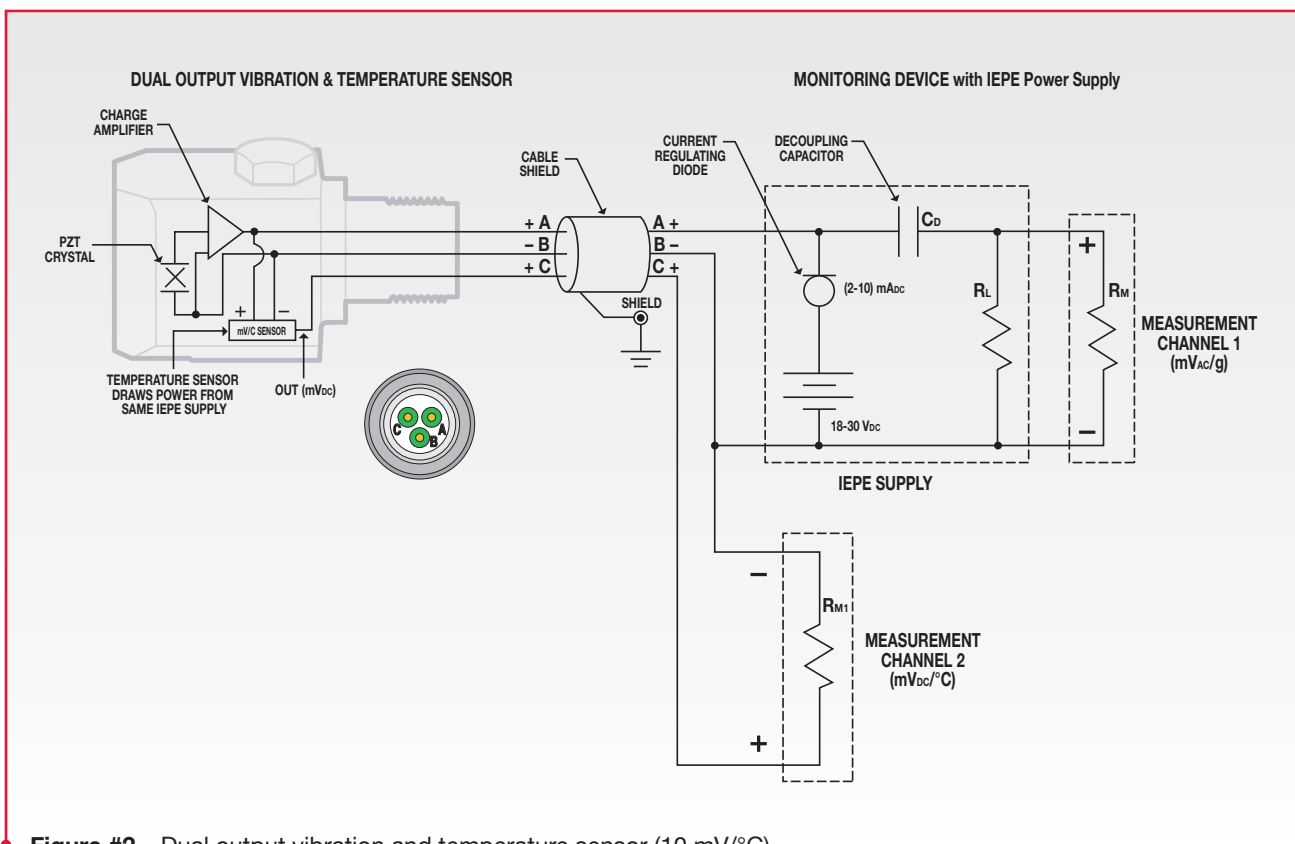 DUAL OUTPUT VIBRATION & TEMPERATURE SENSOR
MONITORING DEVICE with IEPE Power Supply
CHARGE
AMPLIFIER
PZT
CRYSTAL
+ −
mV/C SENSOR
TEMPERATURE SENSOR
DRAWS POWER FROM
SAME IEPE SUPPLY
OUT (mVDC)
C A
B
CABLE
SHIELD
+ A
− B
+ C
A +
B −
C +
SHIELD
CURRENT
REGULATING
DIODE
DECOUPLING
CAPACITOR
CD
(2-10) mADC
18-30 VDC
RL
IEPE SUPPLY
+
RM
−
MEASUREMENT
CHANNEL 1
(mVAC/g)
−
RM1
+
MEASUREMENT
CHANNEL 2
(mVDC/°C)
Figure #2 Dual output vibration and temperature sensor (10 mV/°C)